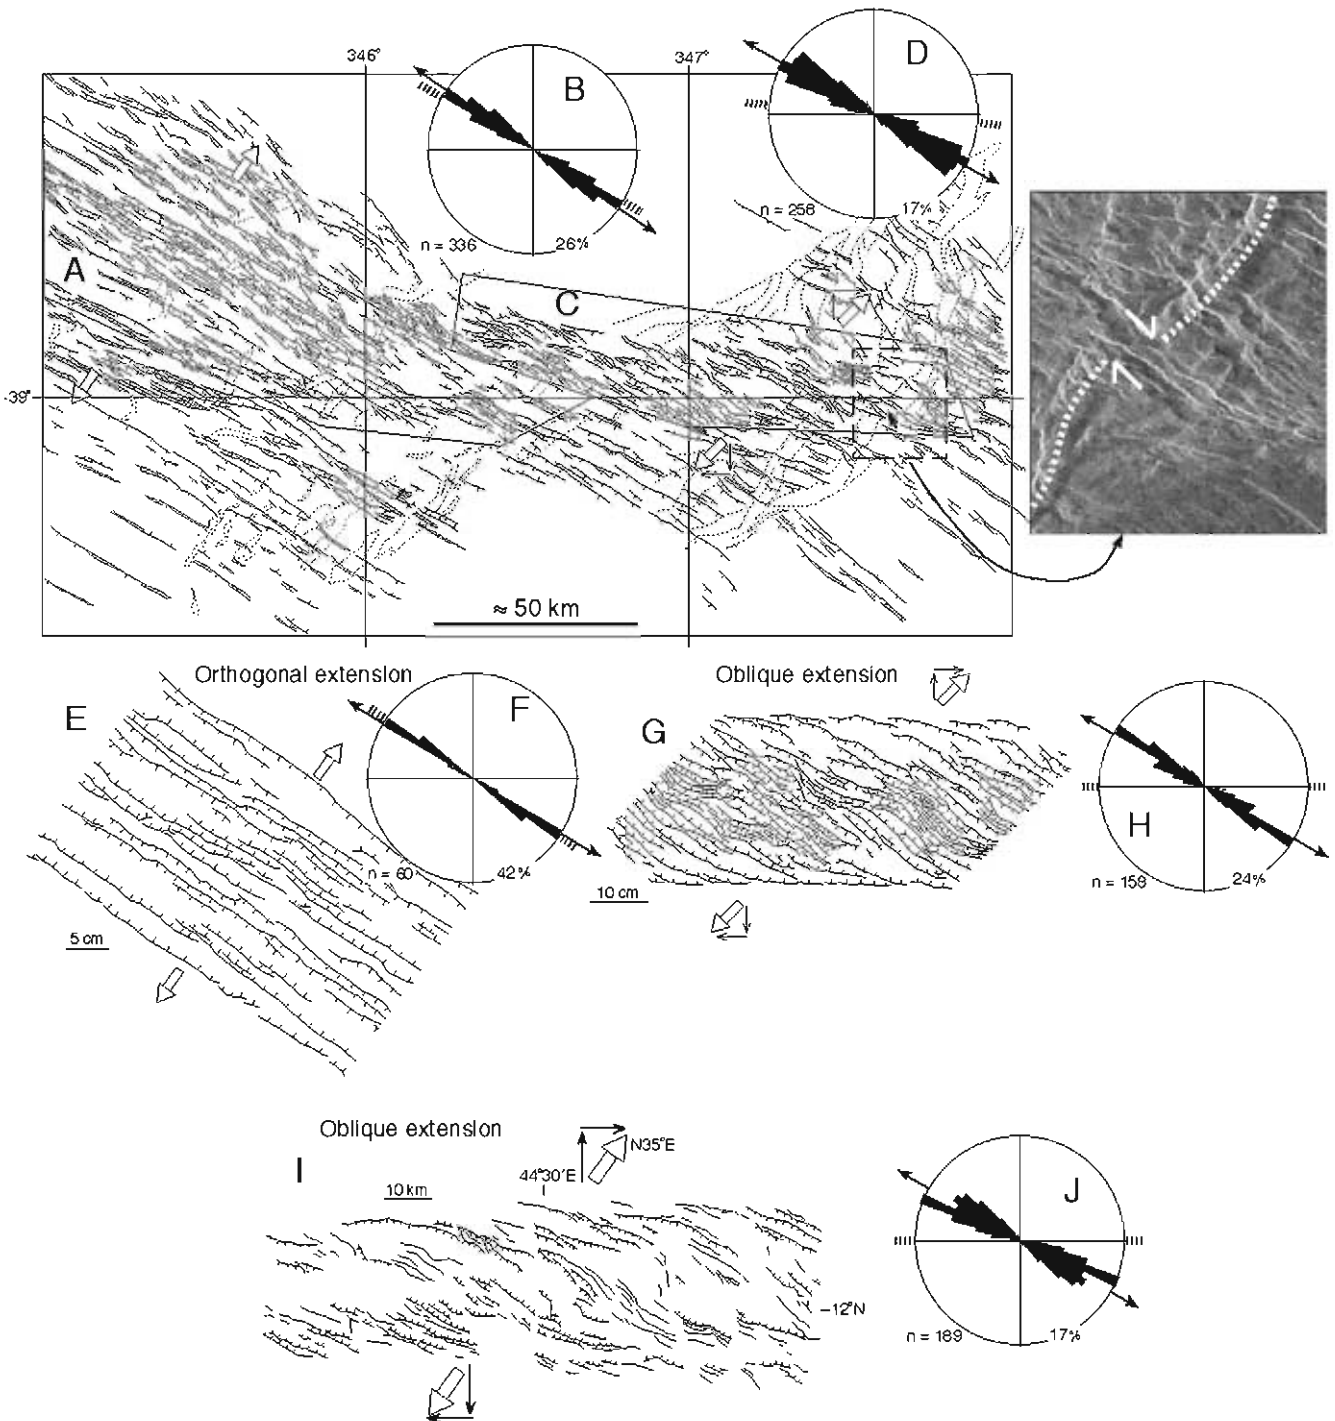 346°
347°
B
D
n = 336
26%
n = 258
17%
A
C
-39°
≈ 50 km
Orthogonal extension
Oblique extension
E
F
G
H
n = 60
42%
5 cm
10 cm
n = 158
24%
Oblique extension
I
N35°E
44°30'E
10 km
J
–12°N
n = 189
17%